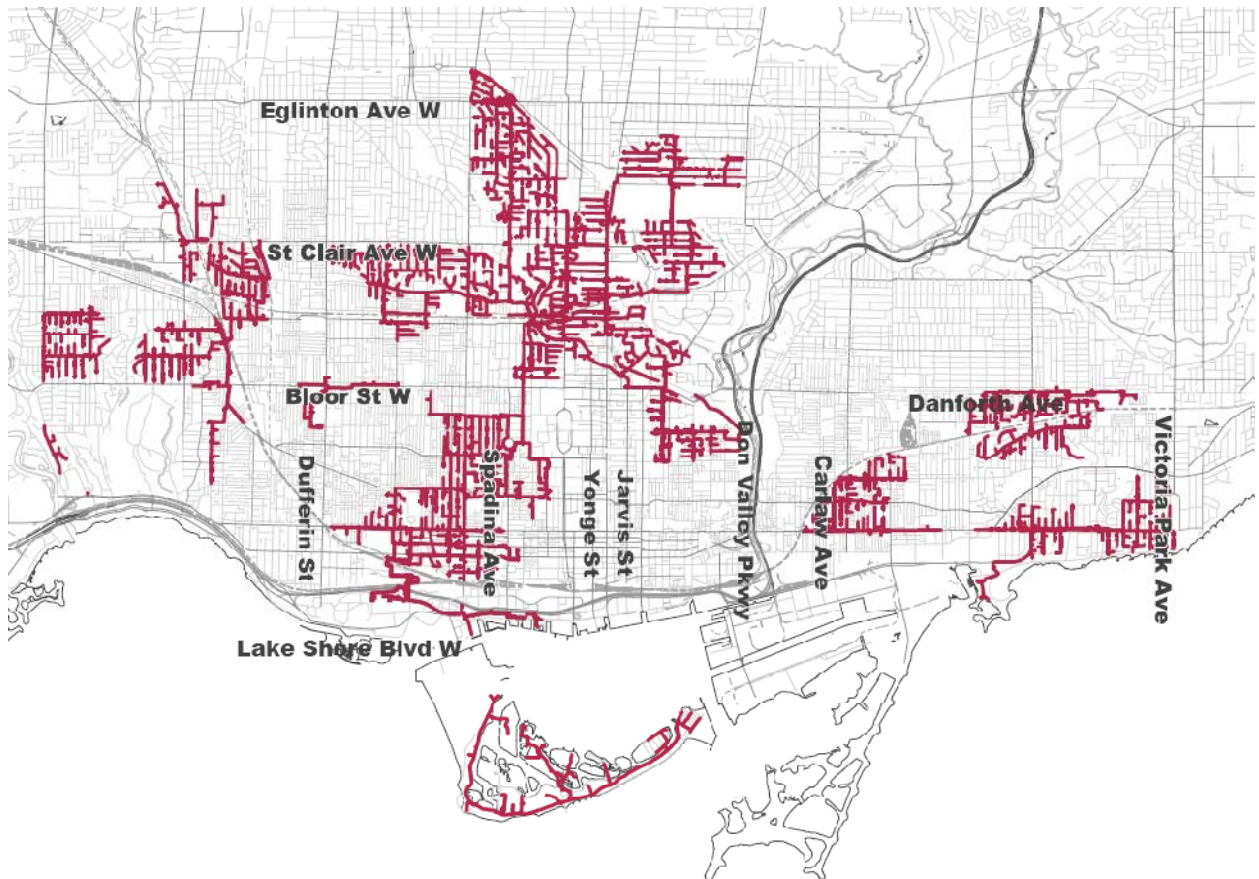 Eglinton Ave W
St Clair Ave W
Bloor St W
Danforth Ave
Dufferin St
Spadina Ave
Yonge St
Jarvis St
Don Valley Pkwy
Carlaw Ave
Victoria Park Ave
Lake Shore Blvd W